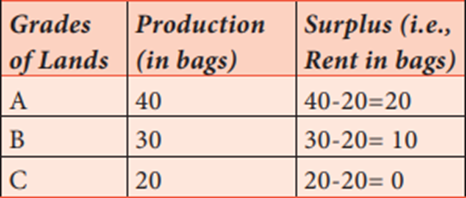 Grades Production Surplus (i.e.,
of Lands (in bags) Rent in bags)
A 40 40-20=20
B 30 30-20= 10
C 20 20-20= 0